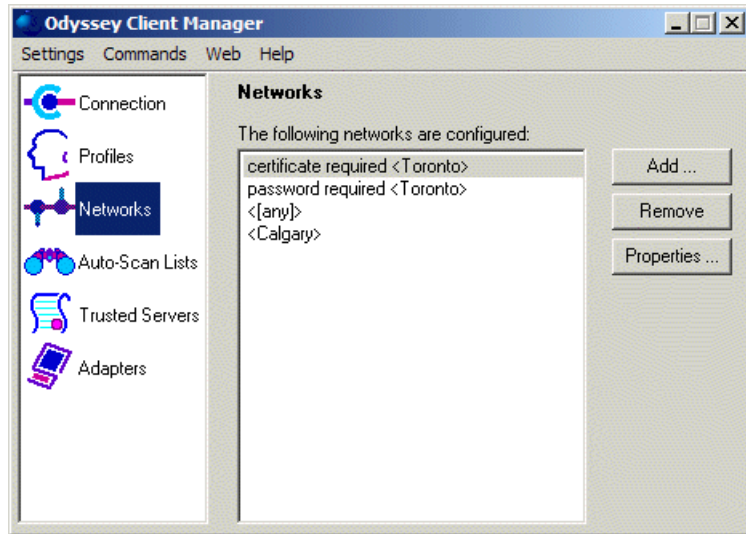 Odyssey Client Manager
Settings Commands Web Help
Connection
Profiles
Networks
Auto-Scan Lists
Trusted Servers
Adapters
Networks
The following networks are configured:
certificate required <Toronto>
password required <Toronto>
<[any]>
<Calgary>
Add ...
Remove
Properties ...